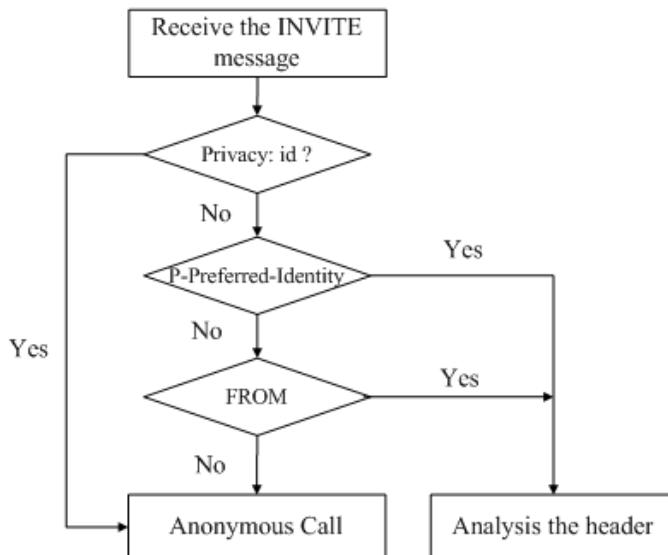 Receive the INVITE
message
Privacy: id ?
No
P-Preferred-Identity
Yes
No
Yes
FROM
Yes
No
Anonymous Call
Analysis the header